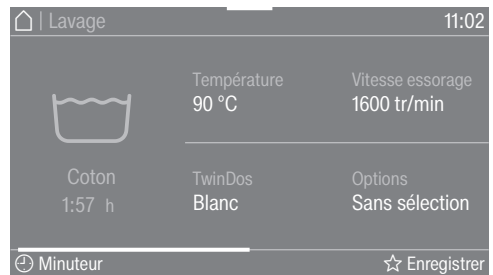 | Lavage 11:02
Température Vitesse essorage
90 °C 1600 tr/min
Coton TwinDos Options
1:57 h Blanc Sans sélection
Minuteur Enregistrer